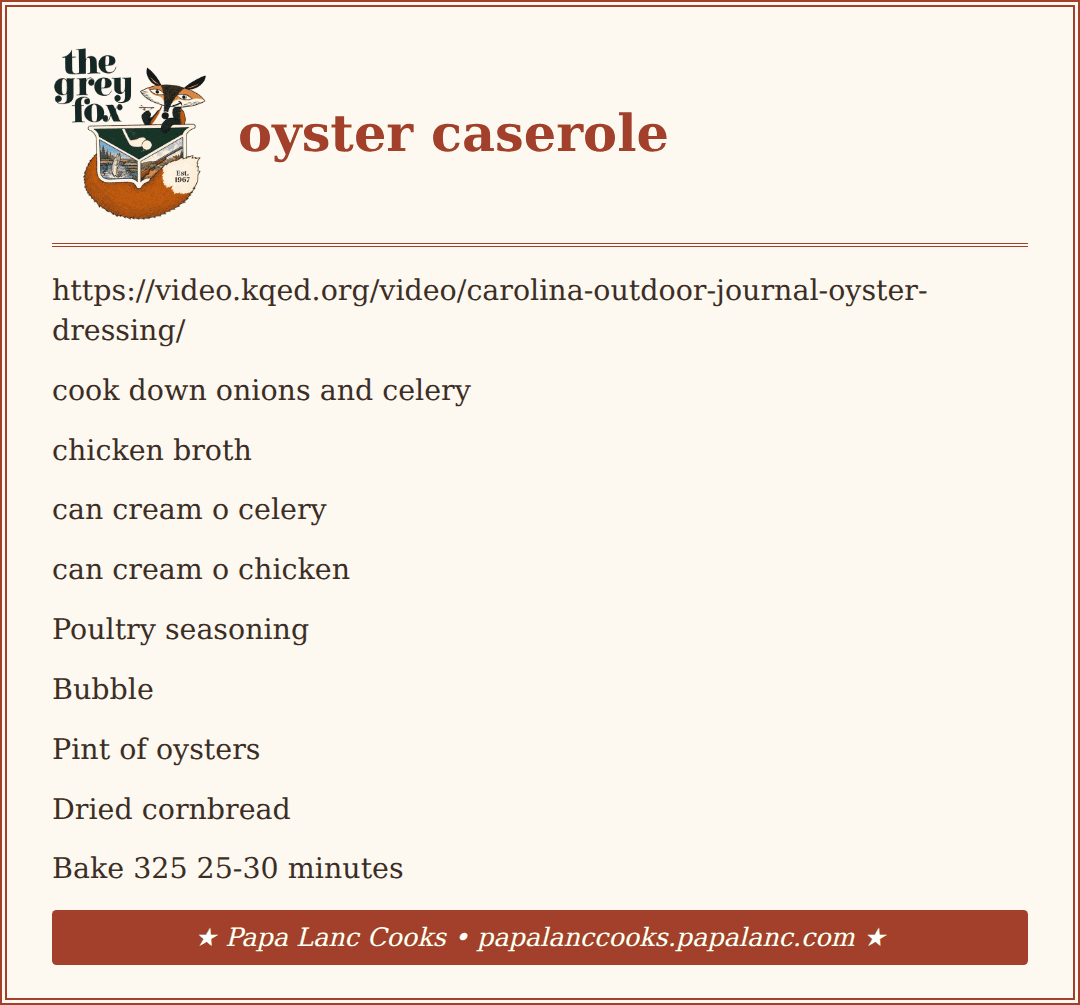 the
grey
fox
Est.
1967
oyster caserole
https://video.kqed.org/video/carolina-outdoor-journal-oyster-
dressing/
cook down onions and celery
chicken broth
can cream o celery
can cream o chicken
Poultry seasoning
Bubble
Pint of oysters
Dried cornbread
Bake 325 25-30 minutes
★ Papa Lanc Cooks • papalanccooks.papalanc.com ★